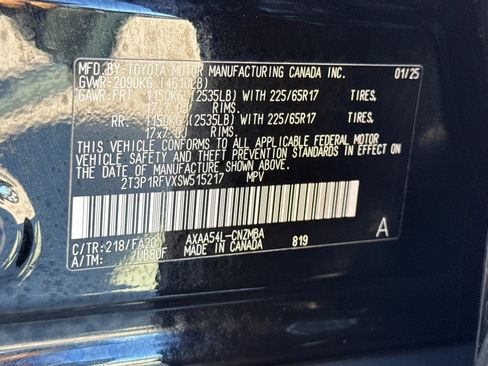 MFD.BY:TOYOTA MOTOR MANUFACTURING CANADA INC. 01/25
GVWR:2090KG (4610LB)
GAWR:FRT. 1150KG (2535LB) WITH 225/65R17 TIRES,
17x7.0J RIMS,
RR. 1150KG (2535LB) WITH 225/65R17 TIRES,
17x7.0J RIMS.
THIS VEHICLE CONFORMS TO ALL APPLICABLE FEDERAL MOTOR
VEHICLE SAFETY AND THEFT PREVENTION STANDARDS IN EFFECT ON
THE DATE OF MANUFACTURE SHOWN ABOVE.
2T3P1RFVXSW515217 MPV
C/TR:218/FA20 AXAA54L-CNZMBA A
A/TM: /UB80F CANADA 819